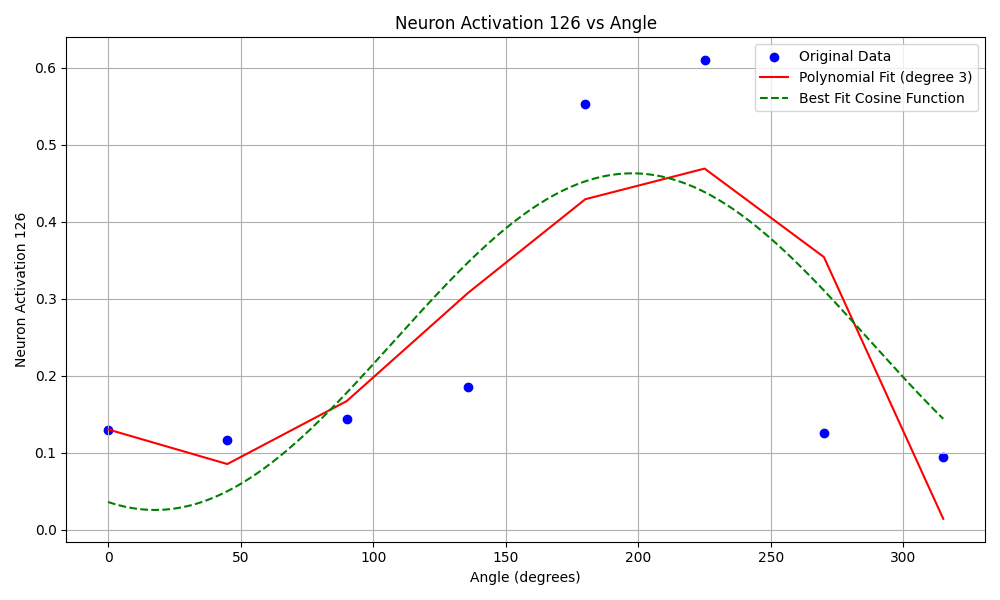 Neuron Activation 126 vs Angle
Original Data
Polynomial Fit (degree 3)
Best Fit Cosine Function
Neuron Activation 126
0.6
0.5
0.4
0.3
0.2
0.1
0.0
0 50 100 150 200 250 300
Angle (degrees)